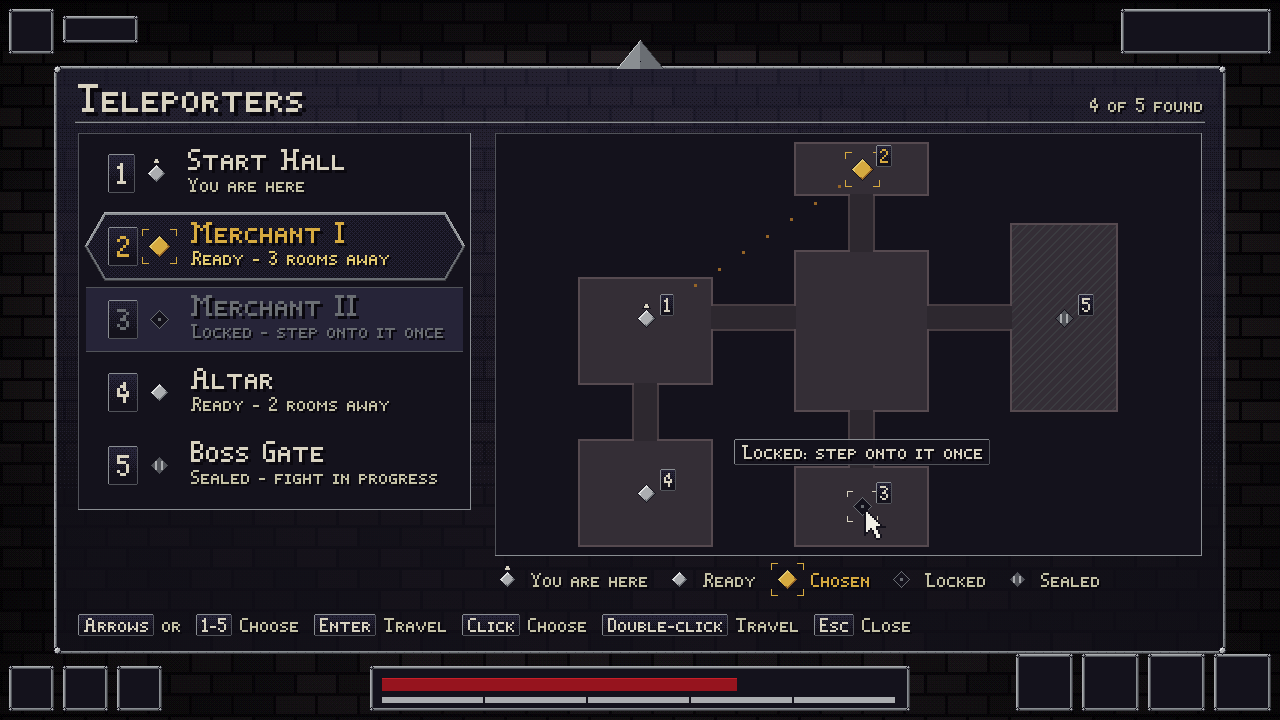 Teleporters
4 of 5 found
1 Start Hall
You are here
2 Merchant I
Ready - 3 rooms away
3 Merchant II
Locked - step onto it once
4 Altar
Ready - 2 rooms away
5 Boss Gate
Sealed - fight in progress
2
1
5
Locked: step onto it once
4
3
You are here Ready Chosen Locked Sealed
Arrows or 1-5 Choose Enter Travel Click Choose Double-click Travel Esc Close